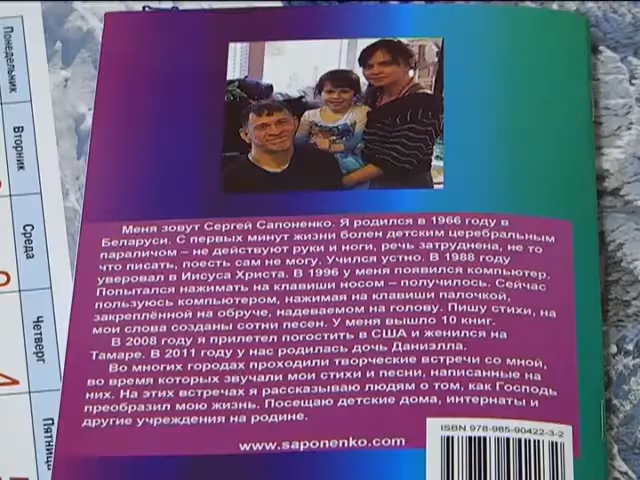 Понедельник
Вторник
Среда
Четверг
4
Меня зовут Сергей Сапоненко. Я родился в 1966 году в
Беларуси. С первых минут жизни болен детским церебральным
параличом – не действуют руки и ноги, речь затруднена, не то
что писать, поесть сам не могу. Учился устно. В 1988 году
уверовал в Иисуса Христа. В 1996 у меня появился компьютер.
Попытался нажимать на клавиши носом – получилось. Сейчас
пользуюсь компьютером, нажимая на клавиши палочкой,
закреплённой на обруче, надеваемом на голову. Пишу стихи, на
мои слова созданы сотни песен. У меня вышло 10 книг.
В 2008 году я прилетел погостить в США и женился на
Тамаре. В 2011 году у нас родилась дочь Даниэлла.
Во многих городах проходили творческие встречи со мной,
во время которых звучали мои стихи и песни, написанные на
них. На этих встречах я рассказываю людям о том, как Господь
преобразил мою жизнь. Посещаю детские дома, интернаты и
другие учреждения на родине.
www.saponenko.com
ISBN 978-985-90422-3-2